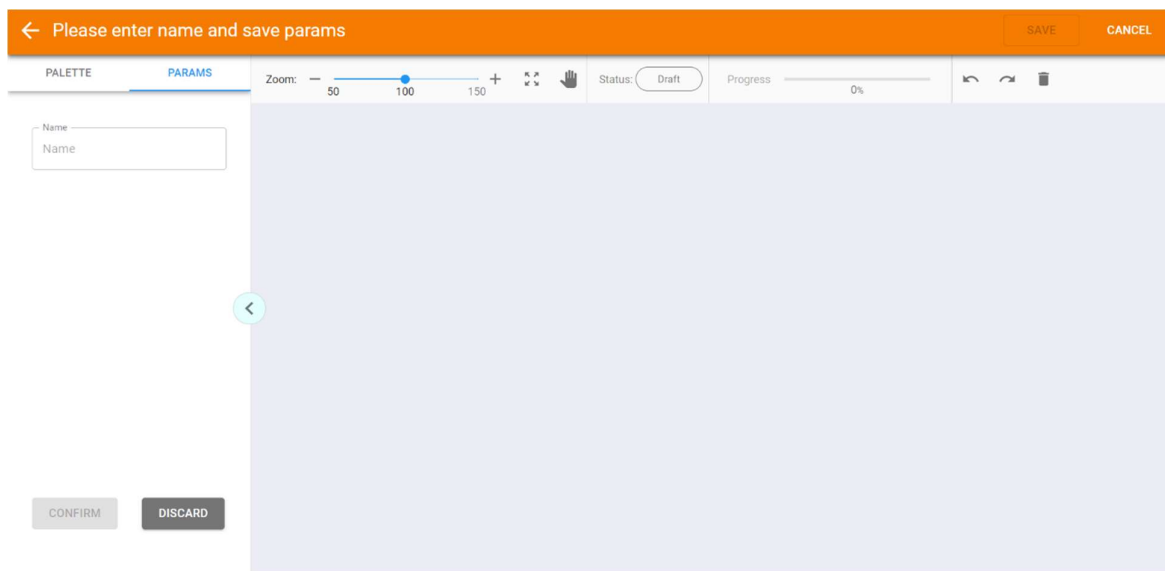 Please enter name and save params
SAVE
CANCEL
PALETTE
PARAMS
Zoom:
50
100
150
Status:
Draft
Progress
0%
Name
Name
CONFIRM
DISCARD